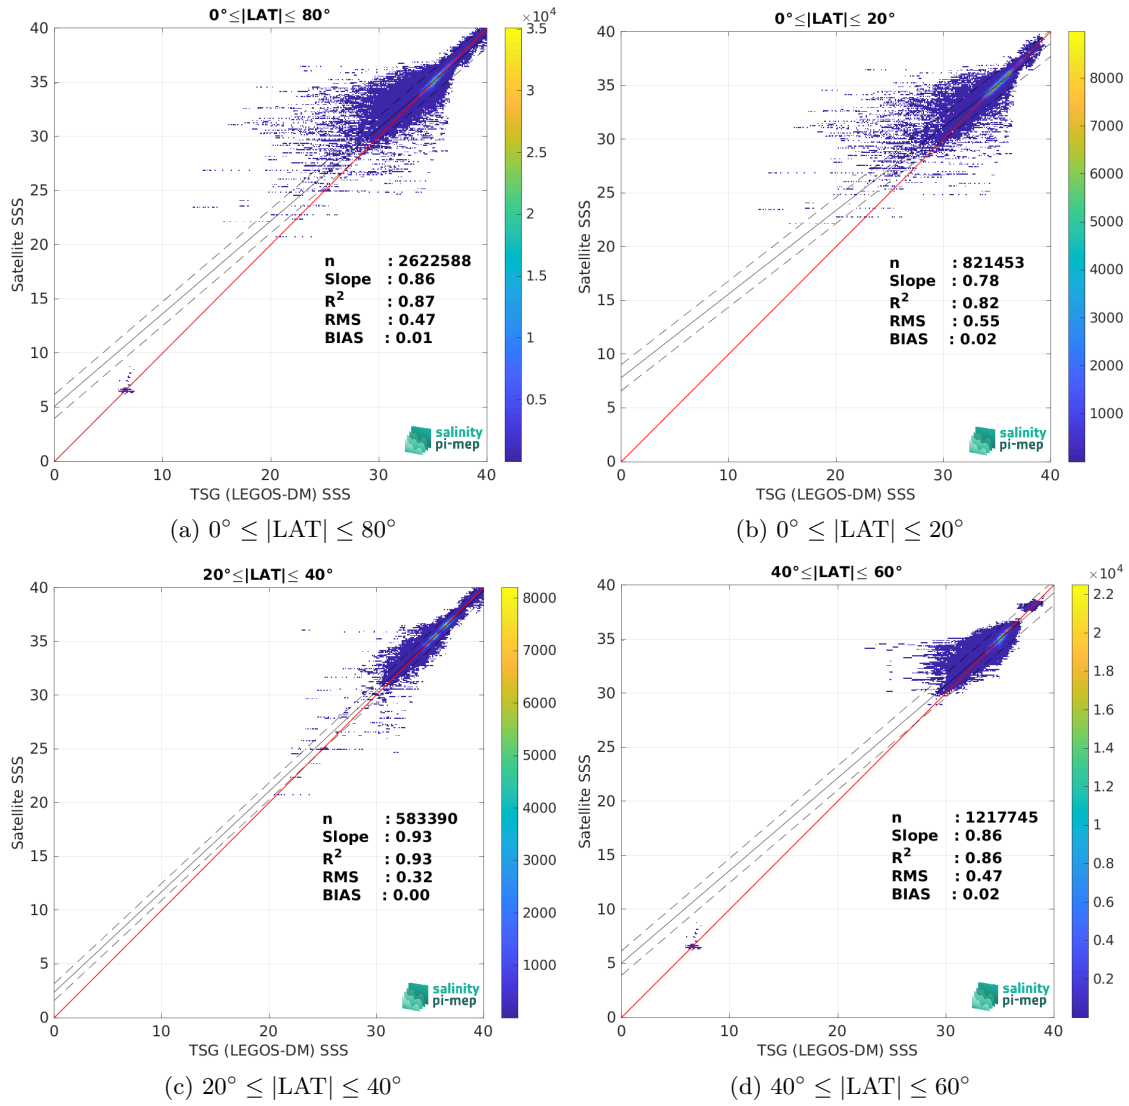 0°≤|LAT|≤ 80°
×10^4
40
35
30
25
20
15
10
5
0
Satellite SSS
0 10 20 30 40
TSG (LEGOS-DM) SSS
n : 2622588
Slope : 0.86
R^2 : 0.87
RMS : 0.47
BIAS : 0.01
salinity
pi-mep
3.5
3
2.5
2
1.5
1
0.5
(a) 0° ≤ |LAT| ≤ 80°
0°≤|LAT|≤ 20°
40
35
30
25
20
15
10
5
0
Satellite SSS
0 10 20 30 40
TSG (LEGOS-DM) SSS
n : 821453
Slope : 0.78
R^2 : 0.82
RMS : 0.55
BIAS : 0.02
salinity
pi-mep
8000
7000
6000
5000
4000
3000
2000
1000
(b) 0° ≤ |LAT| ≤ 20°
20°≤|LAT|≤ 40°
40
35
30
25
20
15
10
5
0
Satellite SSS
0 10 20 30 40
TSG (LEGOS-DM) SSS
n : 583390
Slope : 0.93
R^2 : 0.93
RMS : 0.32
BIAS : 0.00
salinity
pi-mep
8000
7000
6000
5000
4000
3000
2000
1000
(c) 20° ≤ |LAT| ≤ 40°
40°≤|LAT|≤ 60°
×10^4
40
35
30
25
20
15
10
5
0
Satellite SSS
0 10 20 30 40
TSG (LEGOS-DM) SSS
n : 1217745
Slope : 0.86
R^2 : 0.86
RMS : 0.47
BIAS : 0.02
salinity
pi-mep
2.2
2
1.8
1.6
1.4
1.2
1
0.8
0.6
0.4
0.2
(d) 40° ≤ |LAT| ≤ 60°